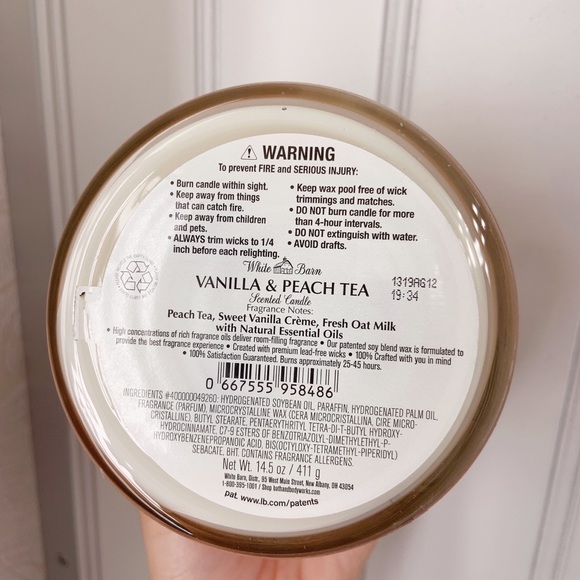 WARNING
To prevent FIRE and SERIOUS INJURY:
• Burn candle within sight.
• Keep away from things
that can catch fire.
• Keep away from children
and pets.
• ALWAYS trim wicks to 1/4
inch before each relighting.
• Keep wax pool free of wick
trimmings and matches.
• DO NOT burn candle for more
than 4-hour intervals.
• DO NOT extinguish with water.
• AVOID drafts.
White Barn
VANILLA & PEACH TEA
Scented Candle
Fragrance Notes:
Peach Tea, Sweet Vanilla Crème, Fresh Oat Milk
with Natural Essential Oils
• High concentrations of rich fragrance oils deliver room-filling fragrance • Our patented soy blend wax is formulated to
provide the best fragrance experience • Created with premium lead-free wicks • 100% Crafted with you in mind
• 100% Satisfaction Guaranteed. Burns approximately 25-45 hours.
1319AG12
19:34
0 667555 958486
INGREDIENTS #40000049260: HYDROGENATED SOYBEAN OIL, PARAFFIN, HYDROGENATED PALM OIL,
FRAGRANCE (PARFUM), MICROCRYSTALLINE WAX (CERA MICROCRISTALLINA, CIRE MICRO-
CRISTALLINE), BUTYL STEARATE, PENTAERYTHRITYL TETRA-DI-T-BUTYL HYDROXY-
HYDROCINNAMATE, C7-9 ESTERS OF BENZOTRIAZOLYL-DIMETHYLETHYL-P-
HYDROXYBENZENEPROPANOIC ACID, BIS(OCTYLOXY-TETRAMETHYL-PIPERIDYL)
SEBACATE, BHT. CONTAINS FRAGRANCE ALLERGENS.
Net Wt. 14.5 oz / 411 g
White Barn, Distr., 95 West Main Street, New Albany, OH 43054
1-800-395-1001 / Shop bathandbodyworks.com
pat. www.lb.com/patents